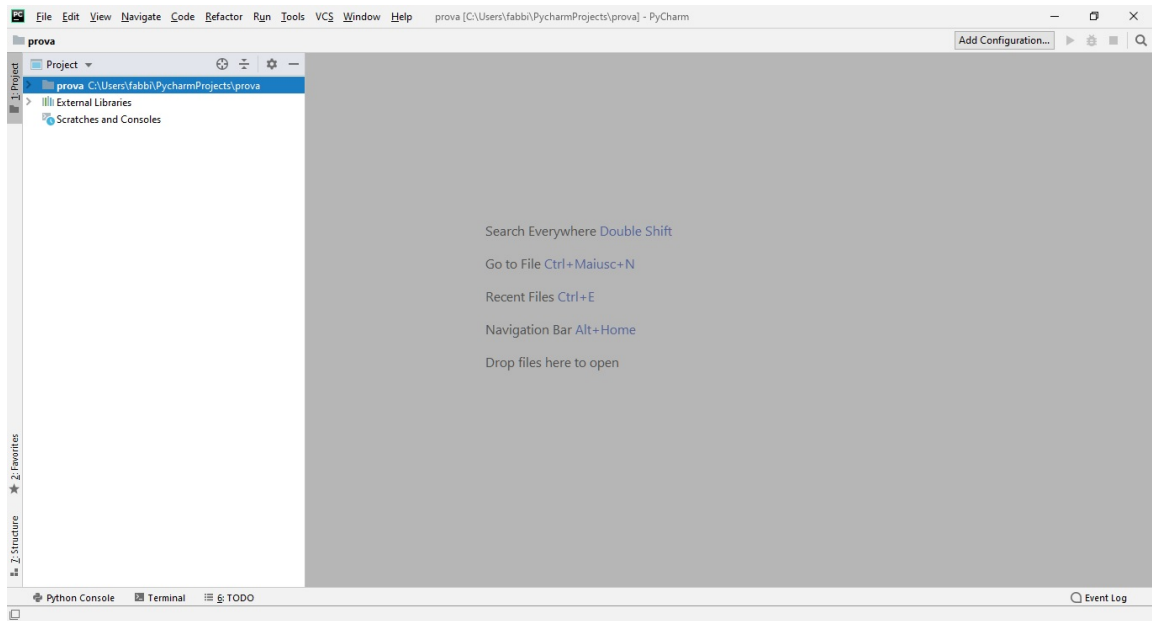 PC File Edit View Navigate Code Refactor Run Tools VCS Window Help prova [C:\Users\fabbi\PycharmProjects\prova] - PyCharm
prova Add Configuration...
1: Project
Project
prova C:\Users\fabbi\PycharmProjects\prova
External Libraries
Scratches and Consoles
Search Everywhere Double Shift
Go to File Ctrl+Maiusc+N
Recent Files Ctrl+E
Navigation Bar Alt+Home
Drop files here to open
2: Favorites
7: Structure
Python Console Terminal 6: TODO Event Log